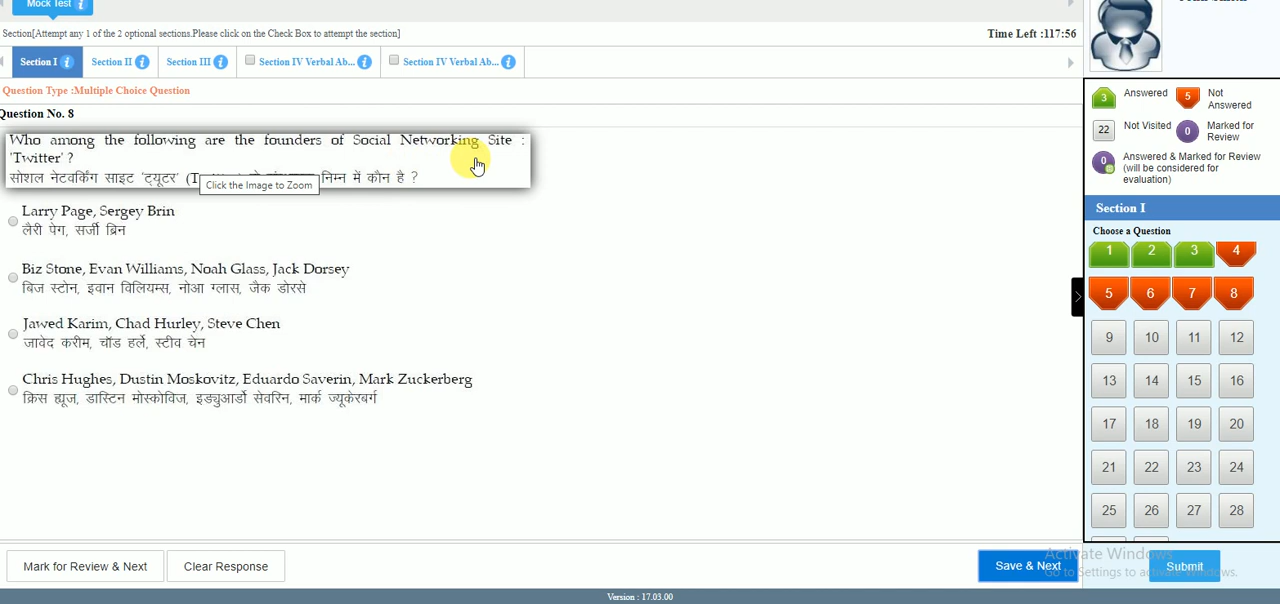 Mock Test i
Section[Attempt any 1 of the 2 optional sections.Please click on the Check Box to attempt the section]
Time Left :117:56
Section I i
Section II i
Section III i
Section IV Verbal Ab... i
Section IV Verbal Ab... i
Question Type :Multiple Choice Question
Question No. 8
Who among the following are the founders of Social Networking Site :
'Twitter' ?
सोशल नेटवर्किंग साइट 'ट्यूटर' निम्न में कौन है ?
Click the Image to Zoom
Larry Page, Sergey Brin
लैरी पेग, सर्जी ब्रिन
Biz Stone, Evan Williams, Noah Glass, Jack Dorsey
बिज स्टोन, इवान विलियम्स, नोआ ग्लास, जैक डोरसे
Jawed Karim, Chad Hurley, Steve Chen
जावेद करीम, चॉड हर्ले, स्टीव चेन
Chris Hughes, Dustin Moskovitz, Eduardo Saverin, Mark Zuckerberg
क्रिस ह्यूज, डास्टिन मोस्कोविज, इड्युआर्डो सेवरिन, मार्क ज्यूकेरबर्ग
Mark for Review & Next
Clear Response
Save & Next
Version : 17.03.00
3 Answered
5 Not Answered
22 Not Visited
0 Marked for Review
0 Answered & Marked for Review (will be considered for evaluation)
Section I
Choose a Question
1 2 3 4
5 6 7 8
9 10 11 12
13 14 15 16
17 18 19 20
21 22 23 24
25 26 27 28
Activate Windows
Go to Settings to activate Windows.
Submit